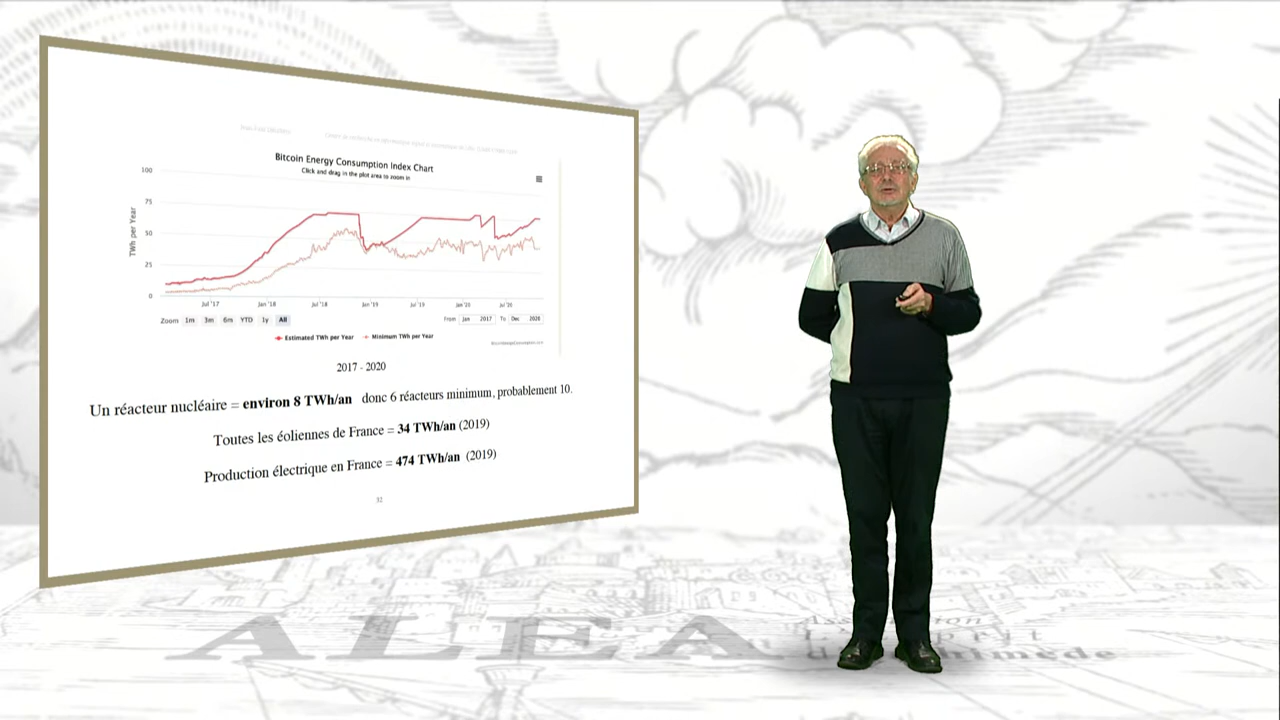 Bitcoin Energy Consumption Index Chart
Click and drag in the plot area to zoom in
TWh per Year
100
75
50
25
0
Jul '17
Jan '18
Jul '18
Jan '19
Jul '19
Jan '20
Jul '20
Zoom 1m 3m 6m YTD 1y All
From Jan 2017 To Dec 2020
Estimated TWh per Year Minimum TWh per Year
2017 - 2020
Un réacteur nucléaire = environ 8 TWh/an donc 6 réacteurs minimum, probablement 10.
Toutes les éoliennes de France = 34 TWh/an (2019)
Production électrique en France = 474 TWh/an (2019)
32
ALEA